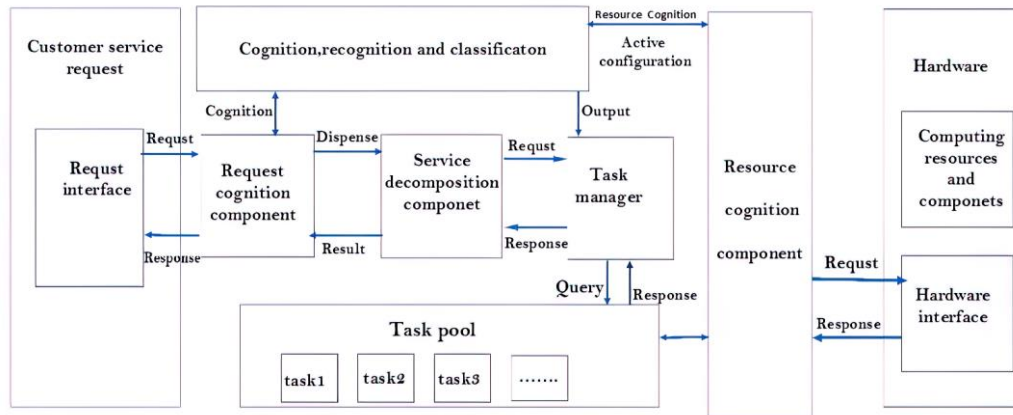 Customer service
request
Requst
interface
Requst
Response
Cognition,recognition and classificaton
Cognition
Output
Request
cognition
component
Dispense
Result
Service
decomposition
componet
Requst
Response
Task
manager
Query
Response
Task pool
task1
task2
task3
.......
Resource Cognition
Active
configuration
Resource
cognition
component
Requst
Response
Hardware
Computing
resources
and
componets
Hardware
interface